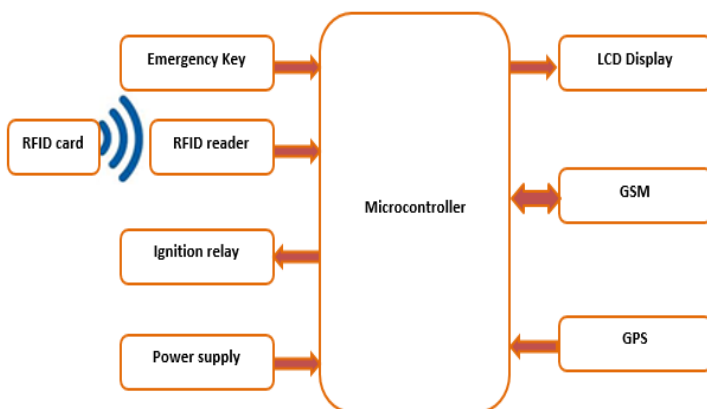 Emergency Key
LCD Display
RFID card
RFID reader
GSM
Microcontroller
Ignition relay
GPS
Power supply